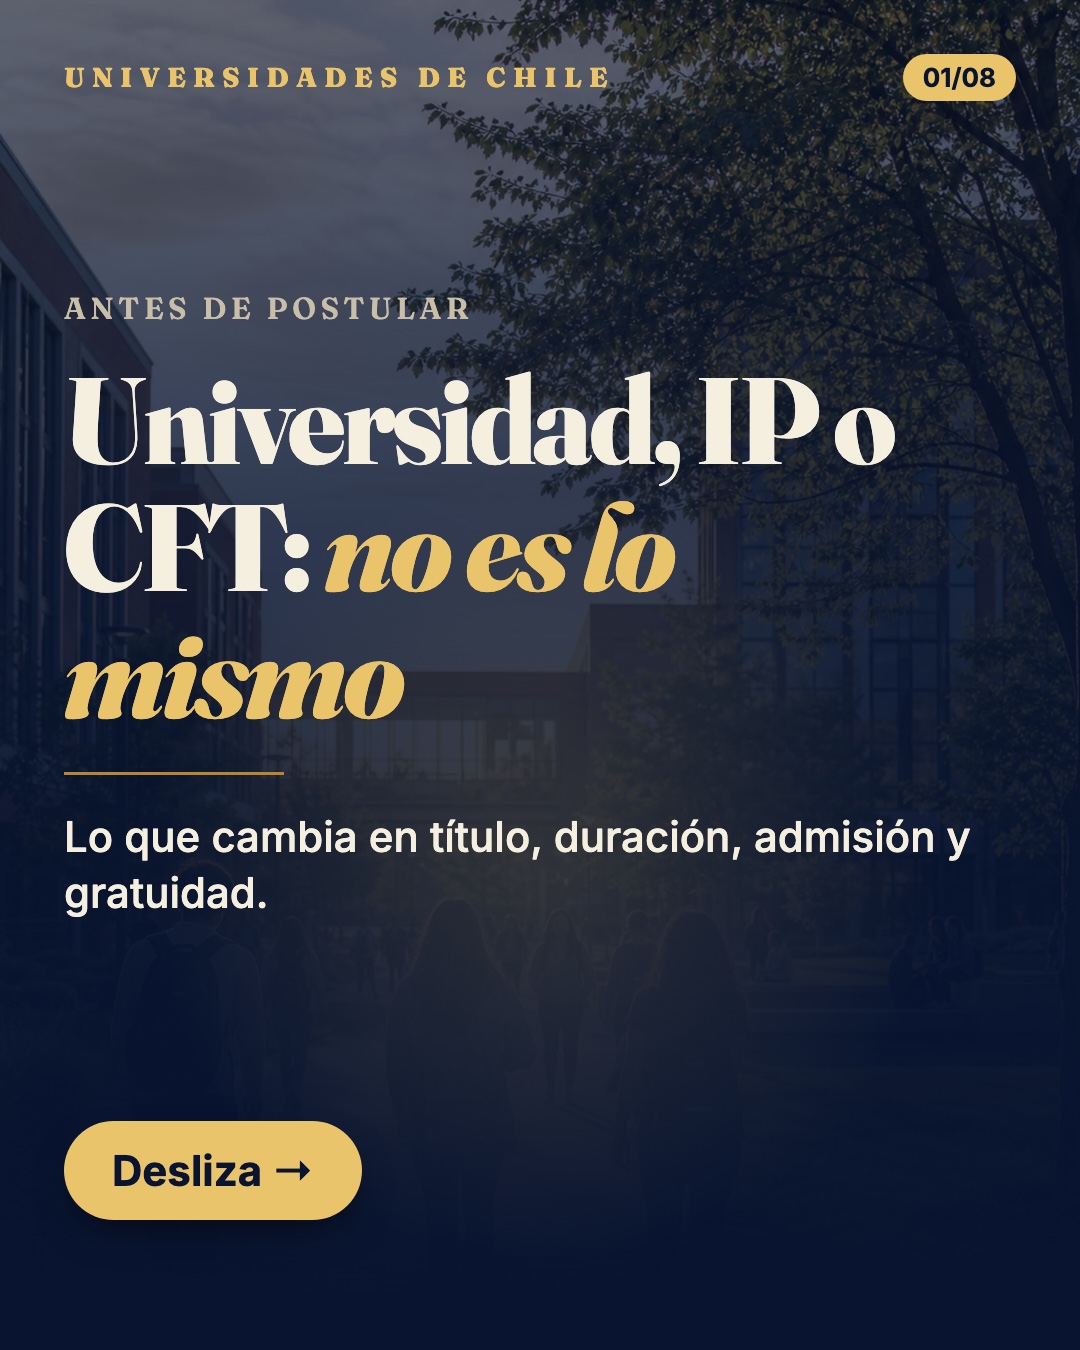 UNIVERSIDADES DE CHILE
01/08
ANTES DE POSTULAR
Universidad, IP o
CFT: no es lo
mismo
Lo que cambia en título, duración, admisión y
gratuidad.
Desliza →